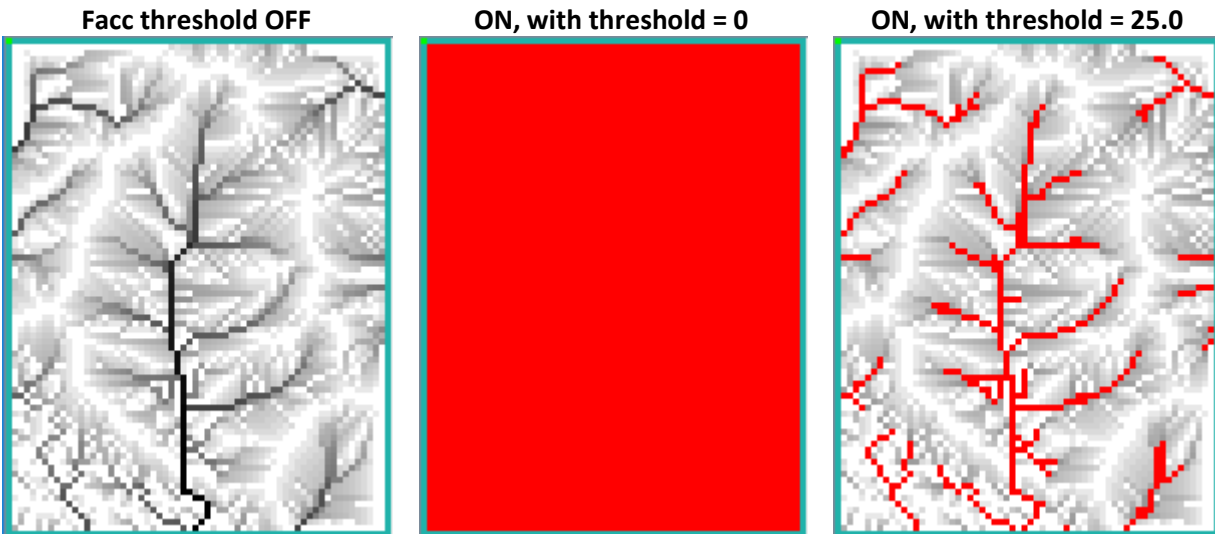 Facc threshold OFF
ON, with threshold = 0
ON, with threshold = 25.0